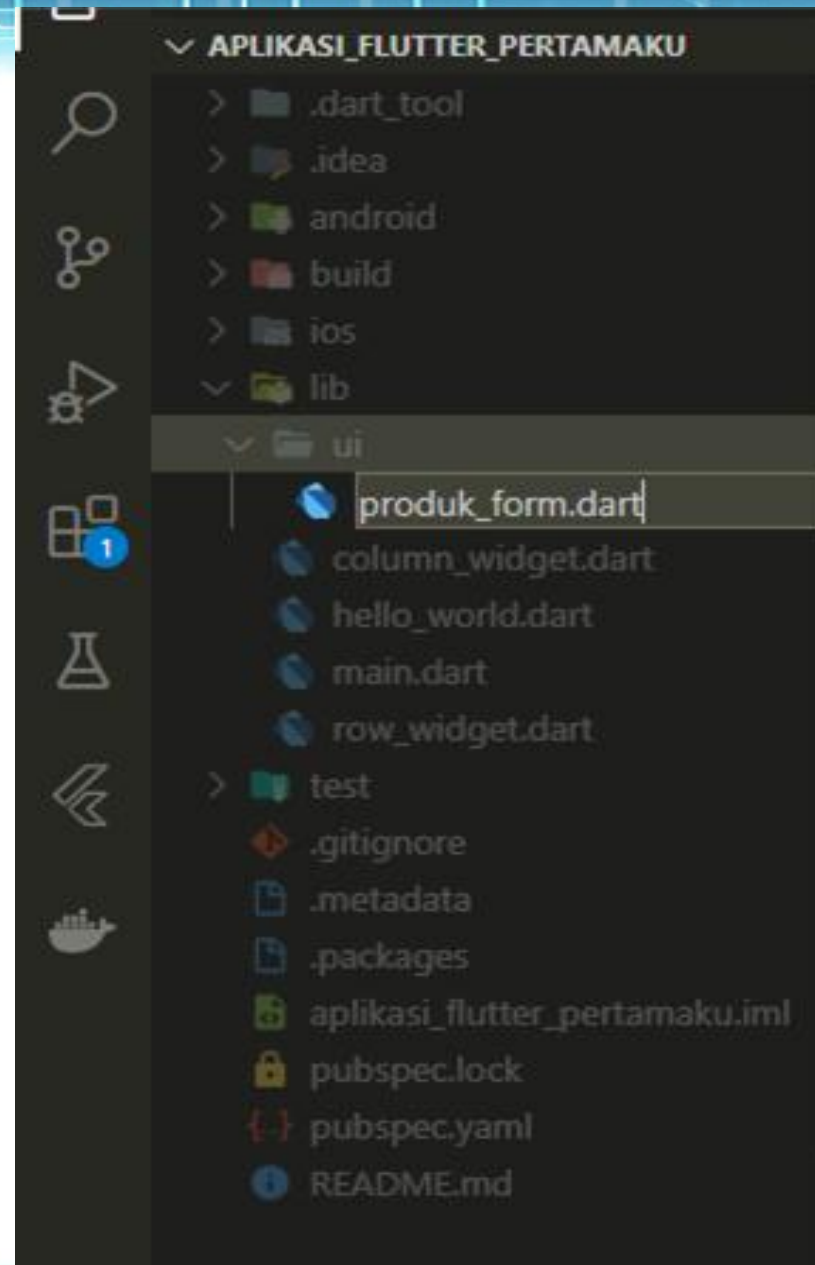 APLIKASI_FLUTTER_PERTAMAKU
.dart_tool
.idea
android
build
ios
lib
ui
produk_form.dart
1
column_widget.dart
hello_world.dart
main.dart
row_widget.dart
test
.gitignore
.metadata
.packages
aplikasi_flutter_pertamaku.iml
pubspec.lock
pubspec.yaml
README.md